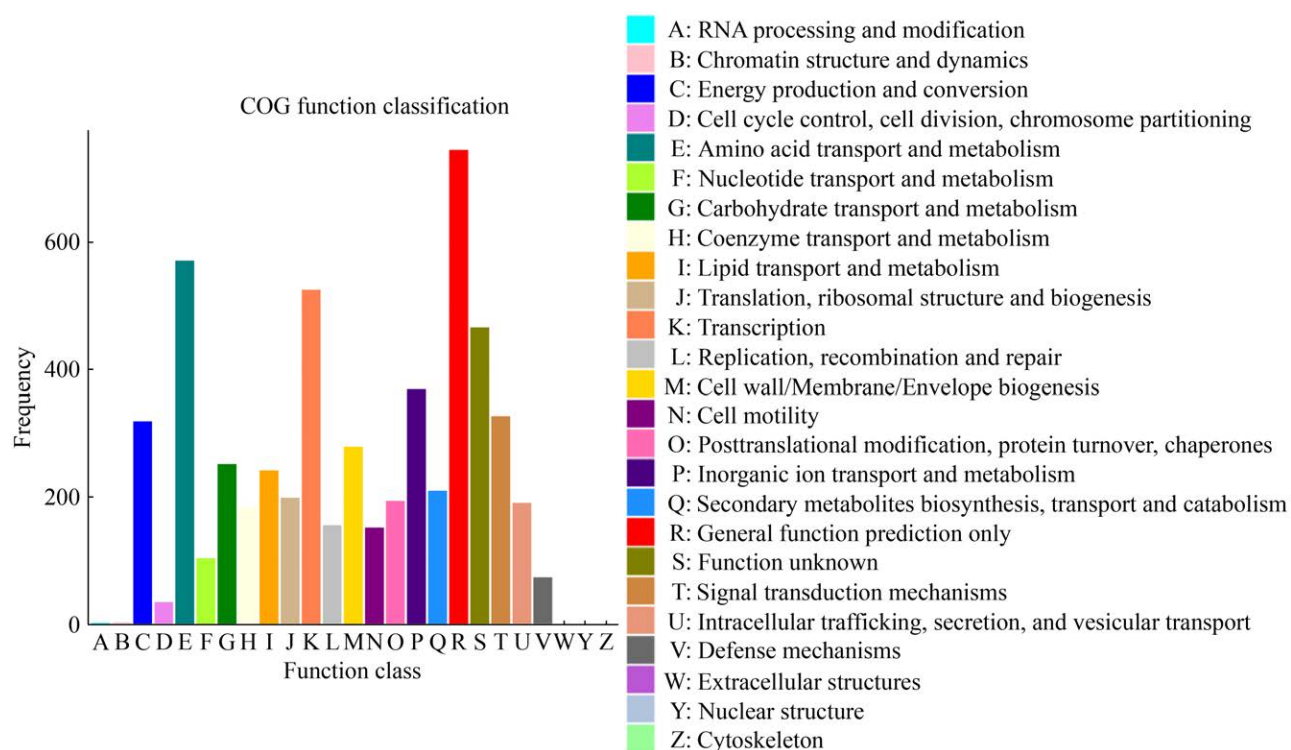 COG function classification
Frequency
600
400
200
0
A B C D E F G H I J K L M N O P Q R S T U V W Y Z
Function class
A: RNA processing and modification
B: Chromatin structure and dynamics
C: Energy production and conversion
D: Cell cycle control, cell division, chromosome partitioning
E: Amino acid transport and metabolism
F: Nucleotide transport and metabolism
G: Carbohydrate transport and metabolism
H: Coenzyme transport and metabolism
I: Lipid transport and metabolism
J: Translation, ribosomal structure and biogenesis
K: Transcription
L: Replication, recombination and repair
M: Cell wall/Membrane/Envelope biogenesis
N: Cell motility
O: Posttranslational modification, protein turnover, chaperones
P: Inorganic ion transport and metabolism
Q: Secondary metabolites biosynthesis, transport and catabolism
R: General function prediction only
S: Function unknown
T: Signal transduction mechanisms
U: Intracellular trafficking, secretion, and vesicular transport
V: Defense mechanisms
W: Extracellular structures
Y: Nuclear structure
Z: Cytoskeleton